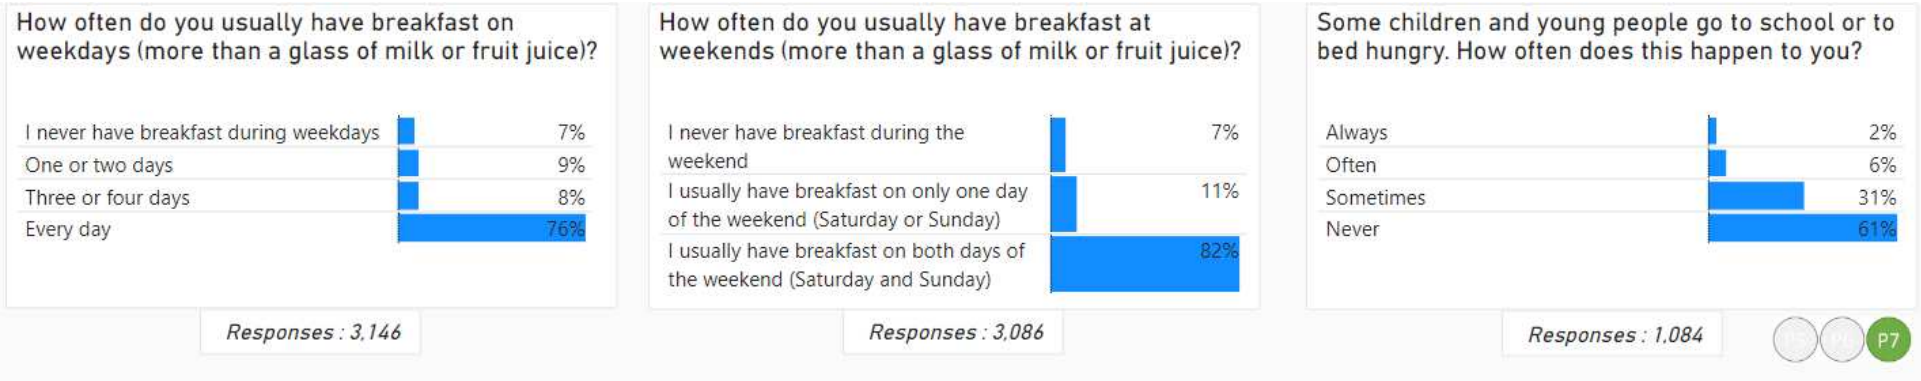 How often do you usually have breakfast on
weekdays (more than a glass of milk or fruit juice)?
I never have breakfast during weekdays 7%
One or two days 9%
Three or four days 8%
Every day 76%
Responses : 3,146
How often do you usually have breakfast at
weekends (more than a glass of milk or fruit juice)?
I never have breakfast during the 7%
weekend
I usually have breakfast on only one day 11%
of the weekend (Saturday or Sunday)
I usually have breakfast on both days of 82%
the weekend (Saturday and Sunday)
Responses : 3,086
Some children and young people go to school or to
bed hungry. How often does this happen to you?
Always 2%
Often 6%
Sometimes 31%
Never 61%
Responses : 1,084
P7